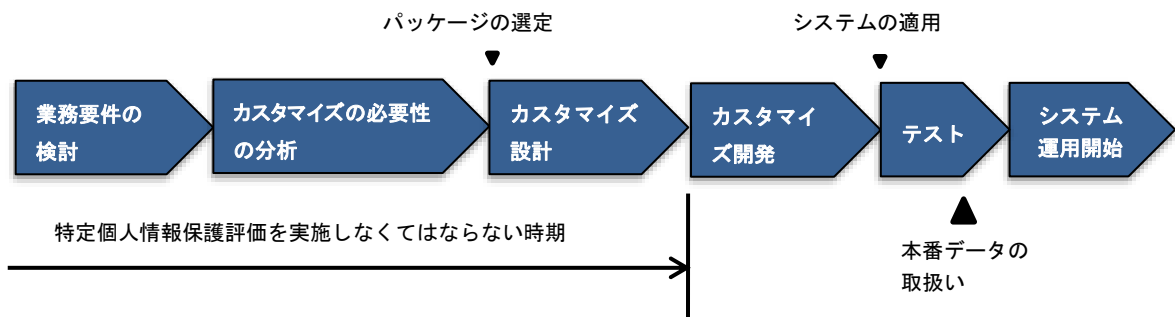 パッケージの選定
システムの適用
業務要件の
検討
カスタマイズの必要性
の分析
カスタマイズ
設計
カスタマイ
ズ開発
テスト
システム
運用開始
特定個人情報保護評価を実施しなくてはならない時期
本番データの
取扱い